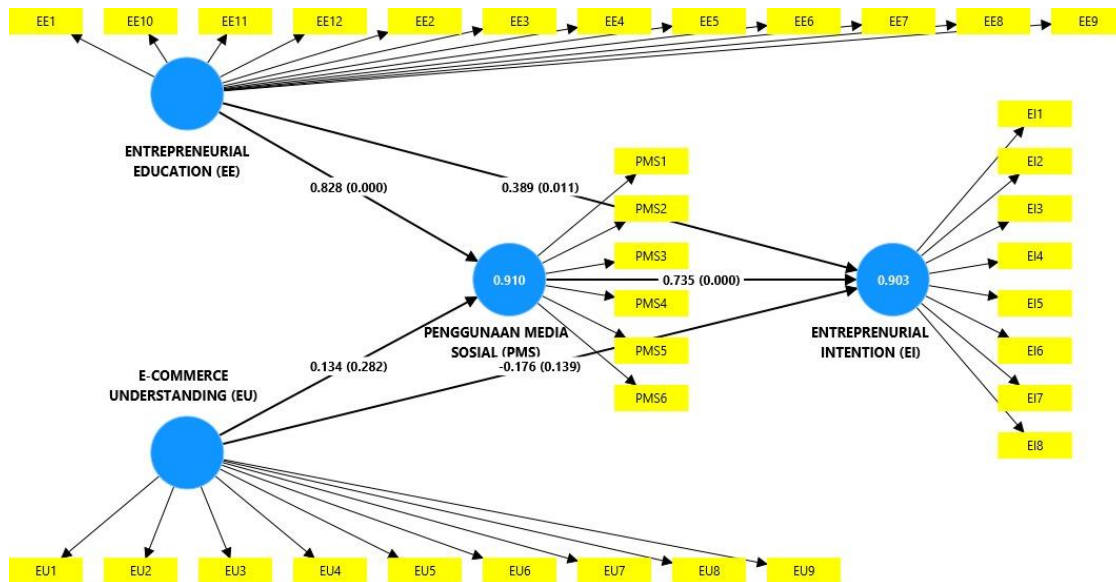 EE1 EE10 EE11 EE12 EE2 EE3 EE4 EE5 EE6 EE7 EE8 EE9
ENTREPRENEURIAL
EDUCATION (EE)
0.828 (0.000)
0.389 (0.011)
PMS1
PMS2
PMS3
PMS4
PMS5
PMS6
0.910
PENGGUNAAN MEDIA
SOSIAL (PMS)
0.735 (0.000)
0.903
ENTREPRENURIAL
INTENTION (EI)
EI1
EI2
EI3
EI4
EI5
EI6
EI7
EI8
0.134 (0.282)
-0.176 (0.139)
E-COMMERCE
UNDERSTANDING (EU)
EU1 EU2 EU3 EU4 EU5 EU6 EU7 EU8 EU9